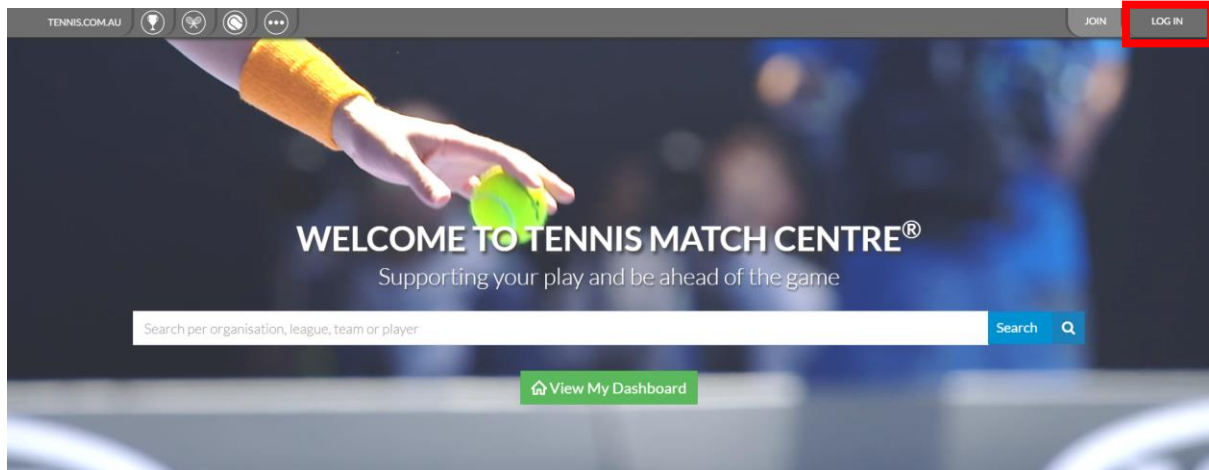 TENNIS.COM.AU
JOIN
LOG IN
WELCOME TO TENNIS MATCH CENTRE®
Supporting your play and be ahead of the game
Search per organisation, league, team or player
Search
View My Dashboard